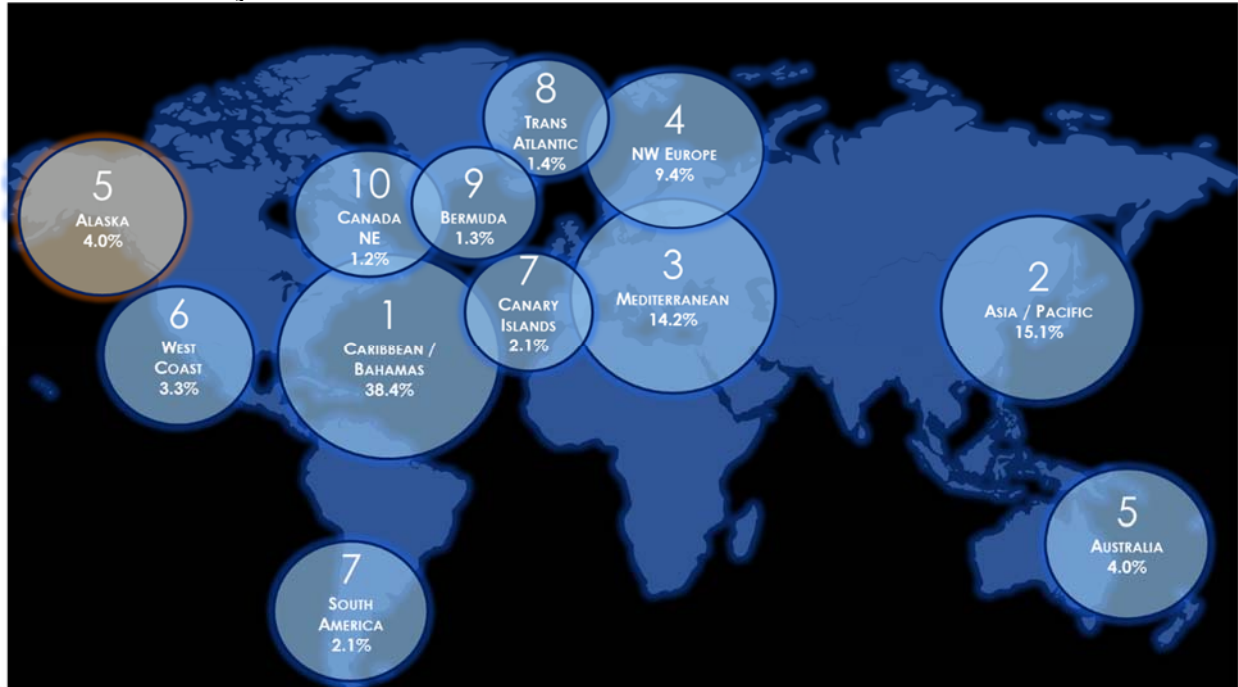 8
TRANS
ATLANTIC
1.4%
4
NW EUROPE
9.4%
5
ALASKA
4.0%
10
CANADA
NE
1.2%
9
BERMUDA
1.3%
7
CANARY
ISLANDS
2.1%
3
MEDITERRANEAN
14.2%
2
ASIA / PACIFIC
15.1%
6
WEST
COAST
3.3%
1
CARIBBEAN /
BAHAMAS
38.4%
5
AUSTRALIA
4.0%
7
SOUTH
AMERICA
2.1%